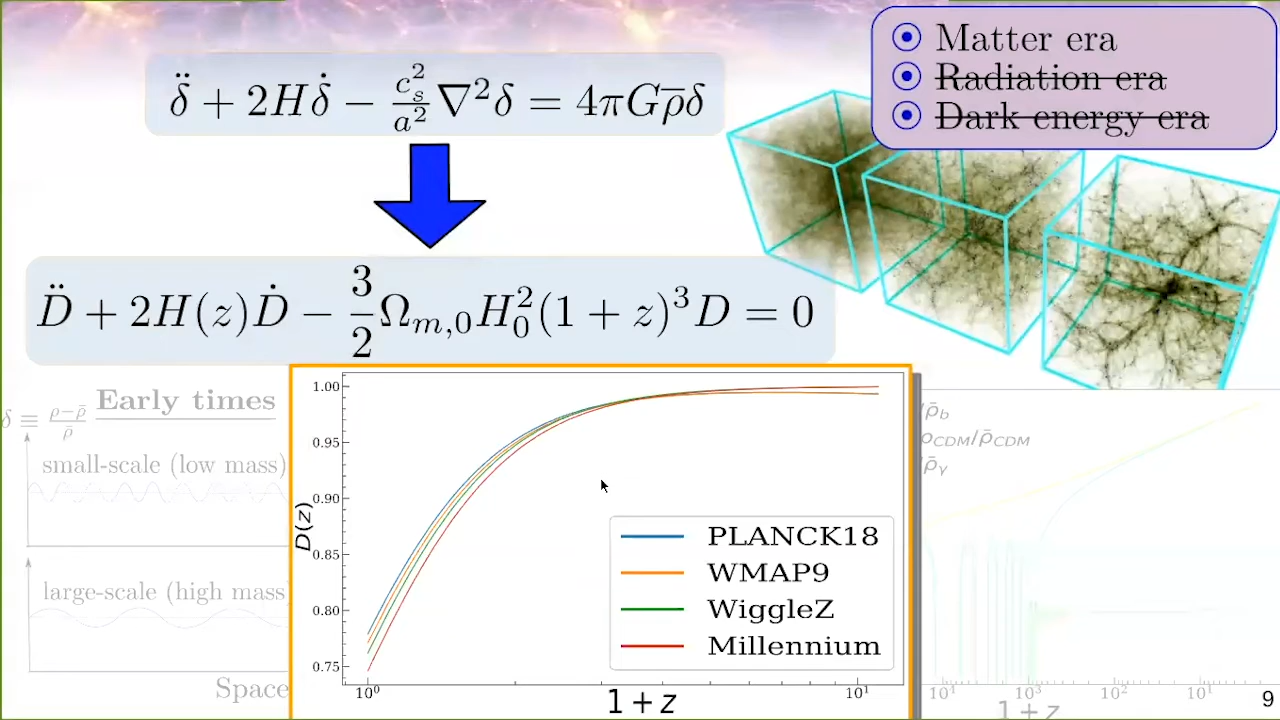 δ̈ + 2Hδ̇ − c_s²/a² ∇²δ = 4πGρ̄δ
Matter era
Radiation era
Dark energy era
D̈ + 2H(z)Ḋ − 3/2 Ω_{m,0}H_0²(1 + z)³D = 0
δ ≡ (ρ−ρ̄)/ρ̄
Early times
small-scale (low mass)
large-scale (high mass)
Space
1.00
0.95
0.90
0.85
0.80
0.75
D(z)
PLANCK18
WMAP9
WiggleZ
Millennium
10⁰
10¹
1 + z
/ρ̄_b
ρ_CDM/ρ̄_CDM
/ρ̄_γ
10³
10²
10¹
1 + z
9